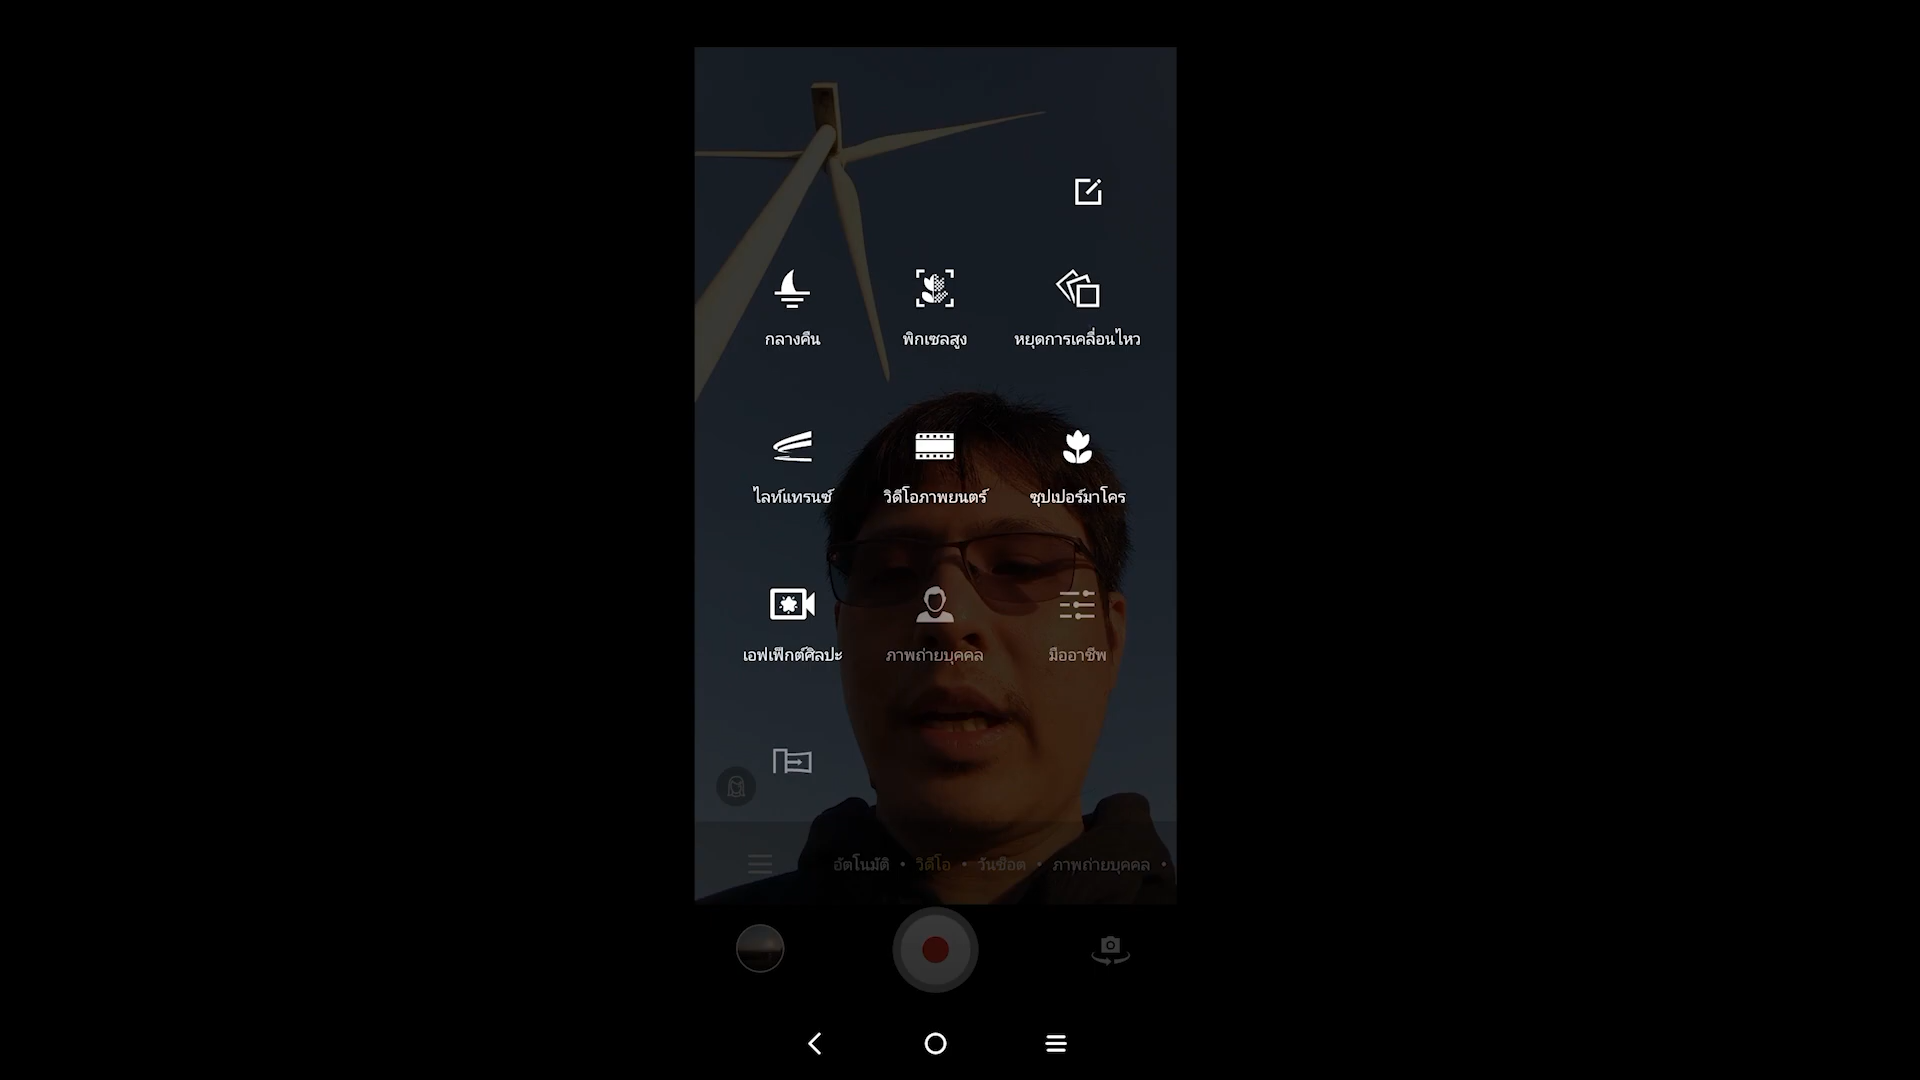 กลางคืน
พิกเซลสูง
หยุดการเคลื่อนไหว
ไลท์แทรนซ์
วิดีโอภาพยนตร์
ซุปเปอร์มาโคร
เอฟเฟ็กต์ศิลปะ
ภาพถ่ายบุคคล
มืออาชีพ
อัตโนมัติ • วิดีโอ • วันช็อต • ภาพถ่ายบุคคล •